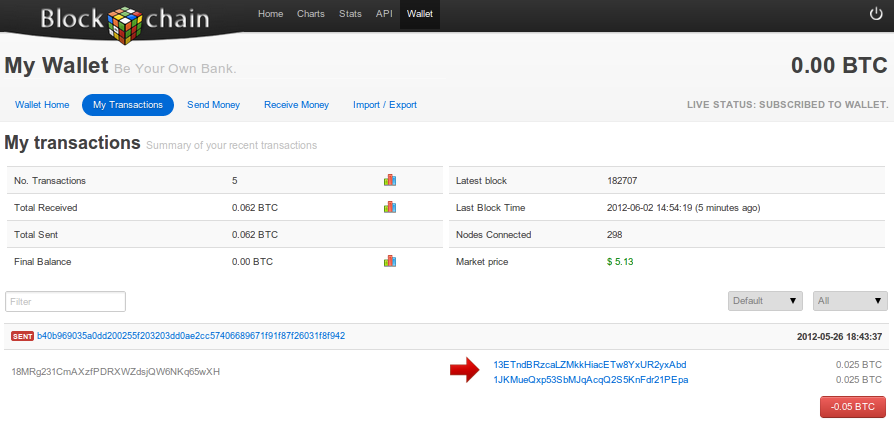 Block chain Home Charts Stats API Wallet
My Wallet Be Your Own Bank. 0.00 BTC
Wallet Home My Transactions Send Money Receive Money Import / Export LIVE STATUS: SUBSCRIBED TO WALLET.
My transactions Summary of your recent transactions
No. Transactions 5 Latest block 182707
Total Received 0.062 BTC Last Block Time 2012-06-02 14:54:19 (5 minutes ago)
Total Sent 0.062 BTC Nodes Connected 298
Final Balance 0.00 BTC Market price $ 5.13
Filter Default All
SENT b40b969035a0dd200255f203203dd0ae2cc57406689671f91f87f26031f8f942 2012-05-26 18:43:37
18MRg231CmAXzfPDRXWZdsjQW6NKq65wXH 13ETndBRzcaLZMkkHiacETw8YxUR2yxAbd 0.025 BTC
1JKMueQxp53SbMJqAcqQ2S5KnFdr21PEpa 0.025 BTC
-0.05 BTC